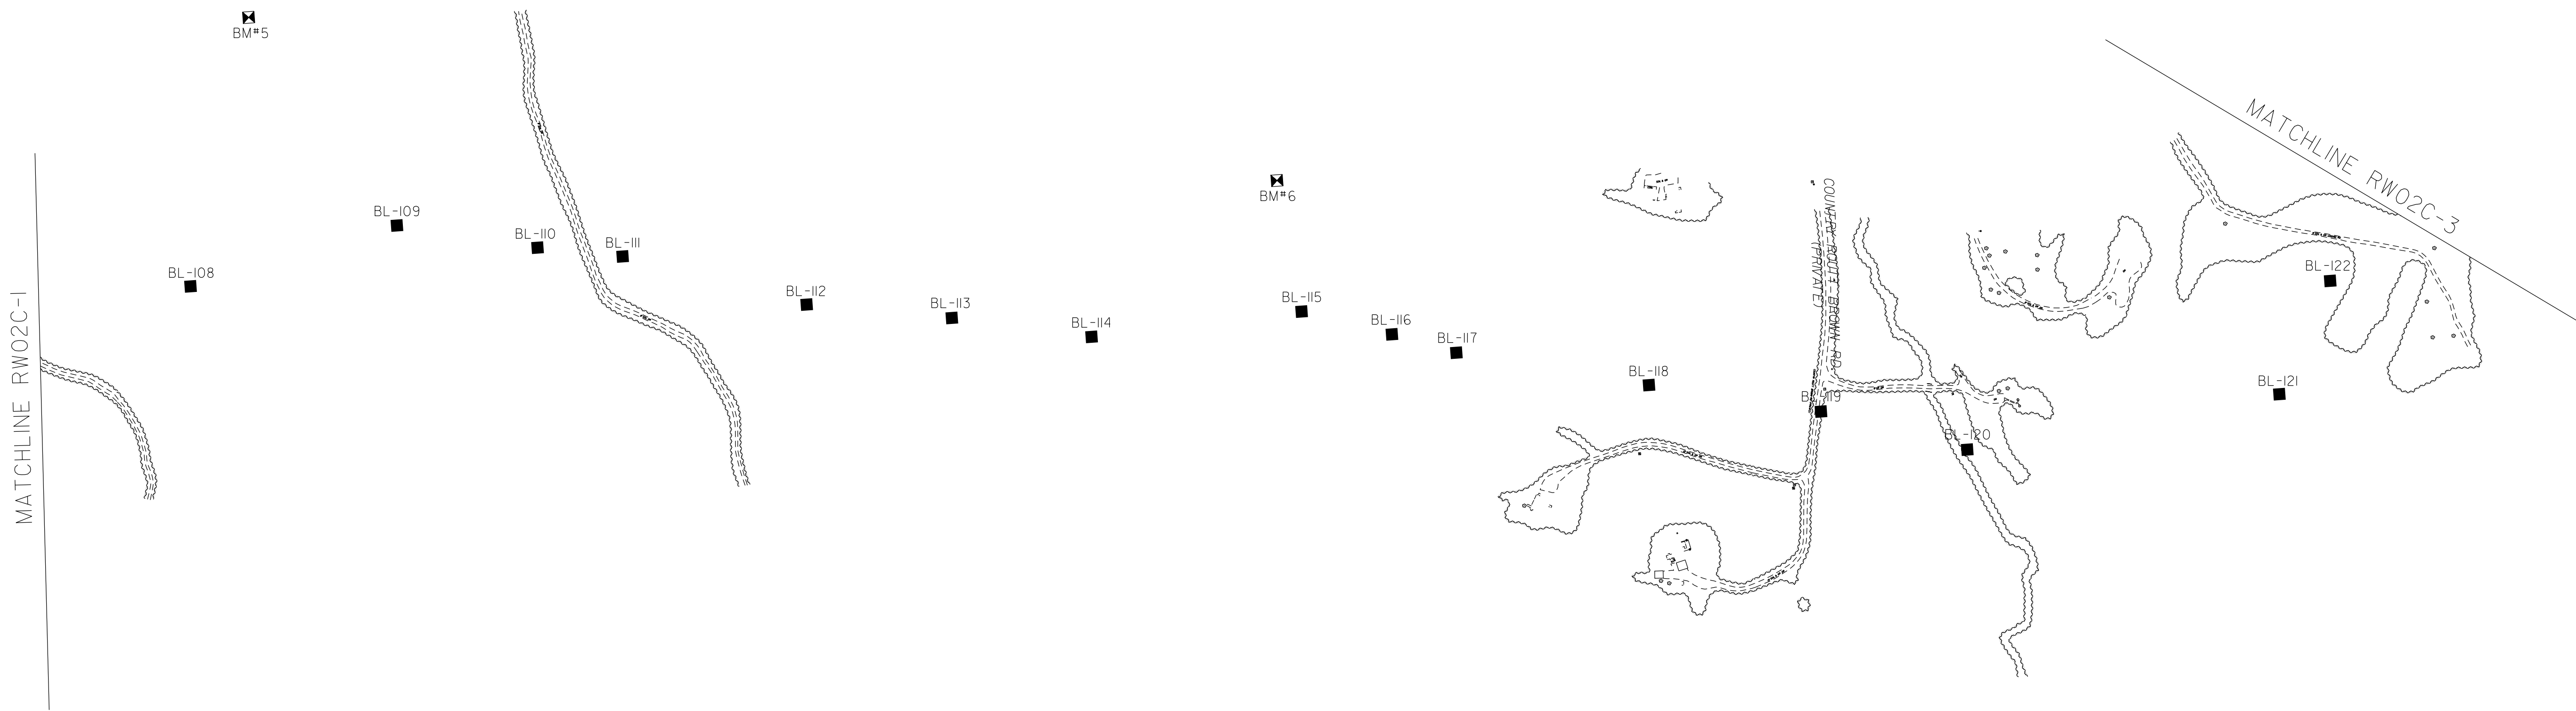 BM#5
BM#6
COUNTRY ROUTE - BROWN RD
(PRIVATE)
MATCHLINE RW02C-3
BL-109
BL-110
BL-111
BL-108
BL-112
BL-113
BL-114
BL-115
BL-116
BL-117
BL-118
BL-119
BL-120
BL-121
BL-122
MATCHLINE RW02C-1